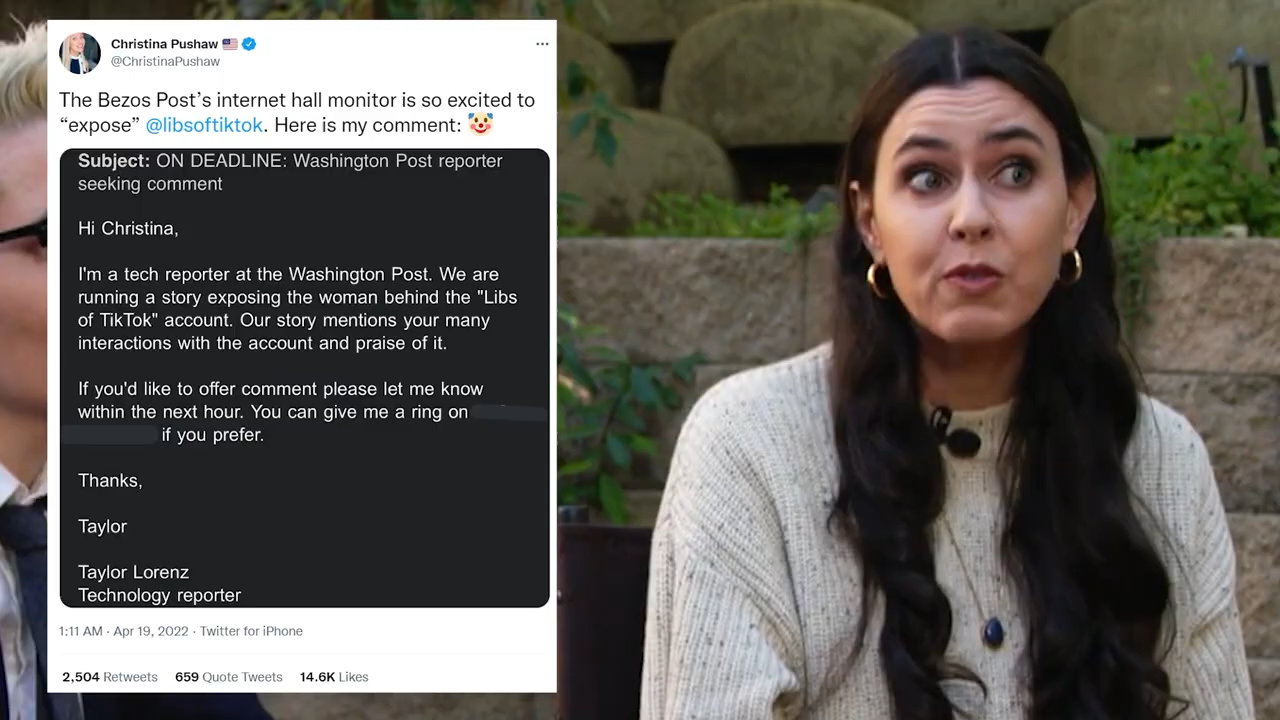 Christina Pushaw 🇺🇸
@ChristinaPushaw
The Bezos Post's internet hall monitor is so excited to
“expose” @libsoftiktok. Here is my comment: 🤡
Subject: ON DEADLINE: Washington Post reporter
seeking comment
Hi Christina,
I'm a tech reporter at the Washington Post. We are
running a story exposing the woman behind the "Libs
of TikTok" account. Our story mentions your many
interactions with the account and praise of it.
If you'd like to offer comment please let me know
within the next hour. You can give me a ring on
if you prefer.
Thanks,
Taylor
Taylor Lorenz
Technology reporter
1:11 AM · Apr 19, 2022 · Twitter for iPhone
2,504 Retweets 659 Quote Tweets 14.6K Likes